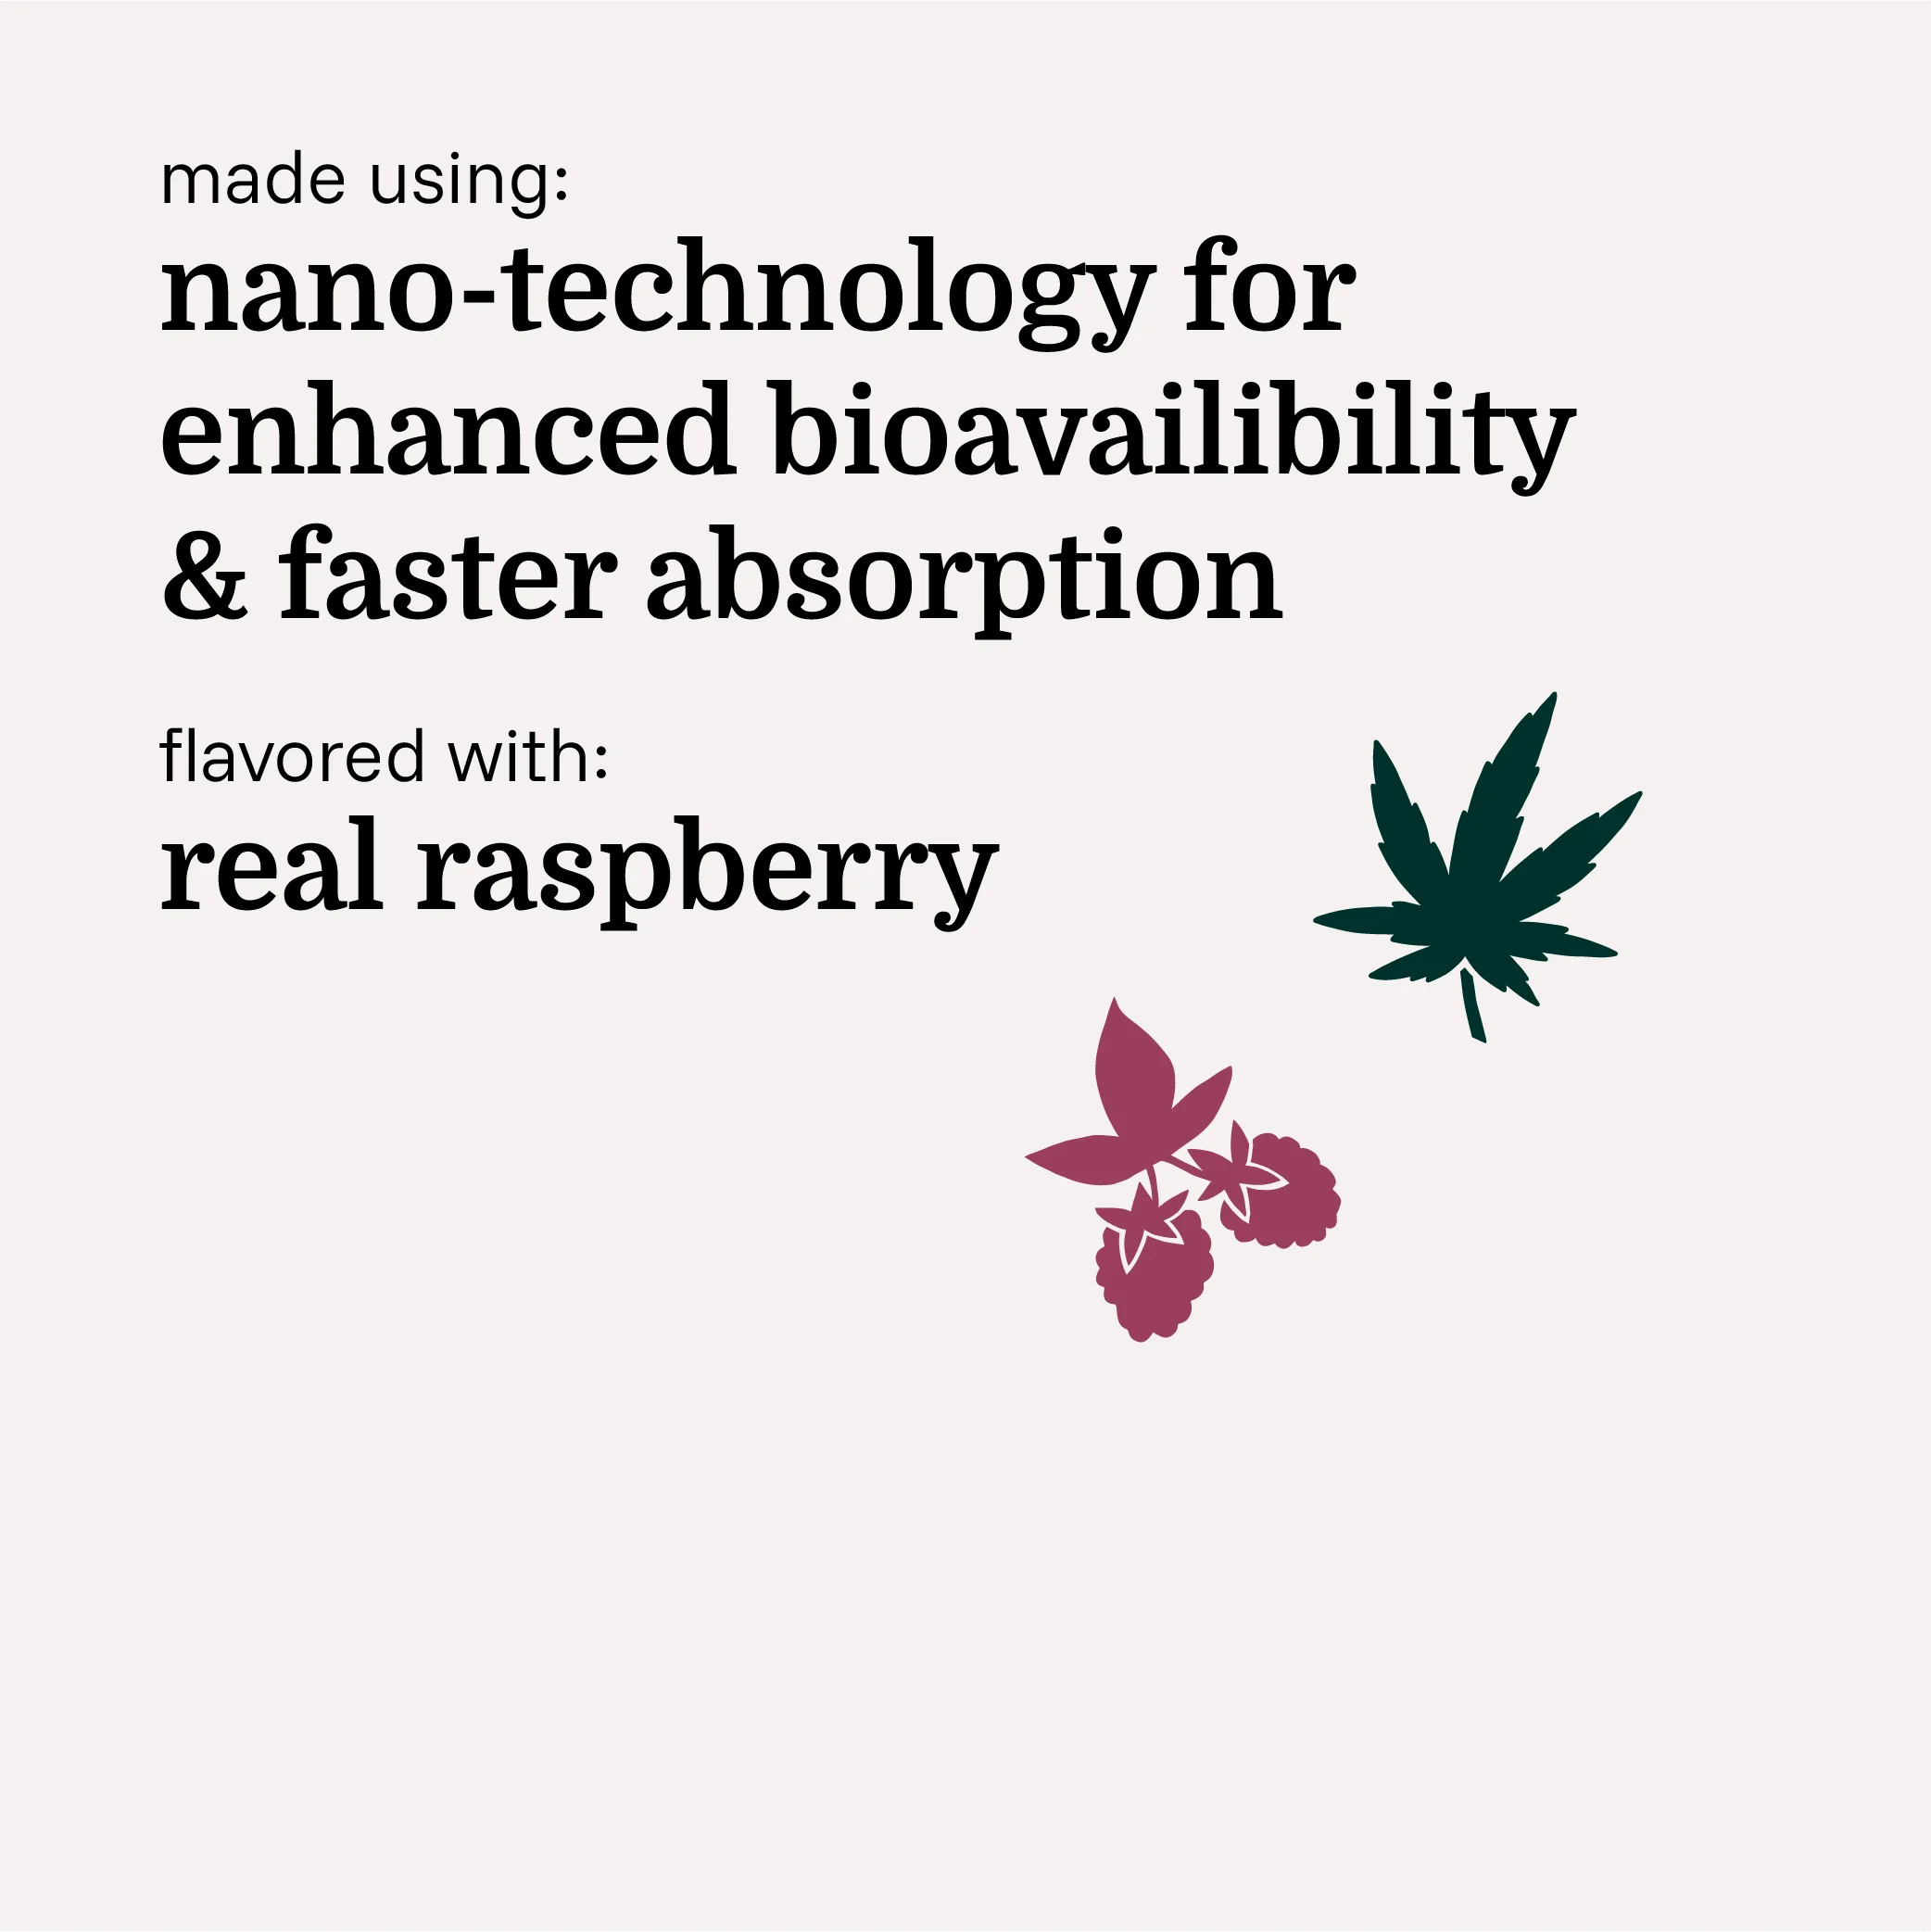 made using:
nano-technology for
enhanced bioavailibility
& faster absorption
flavored with:
real raspberry